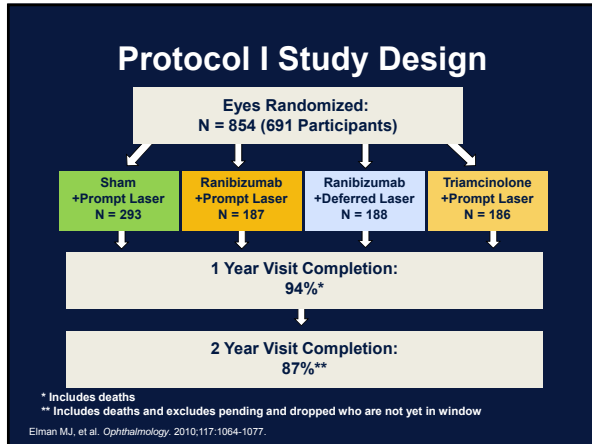 Protocol I Study Design
Eyes Randomized:
N = 854 (691 Participants)
Sham
+Prompt Laser
N = 293
Ranibizumab
+Prompt Laser
N = 187
Ranibizumab
+Deferred Laser
N = 188
Triamcinolone
+Prompt Laser
N = 186
1 Year Visit Completion:
94%*
2 Year Visit Completion:
87%**
* Includes deaths
** Includes deaths and excludes pending and dropped who are not yet in window
Elman MJ, et al. Ophthalmology. 2010;117:1064-1077.